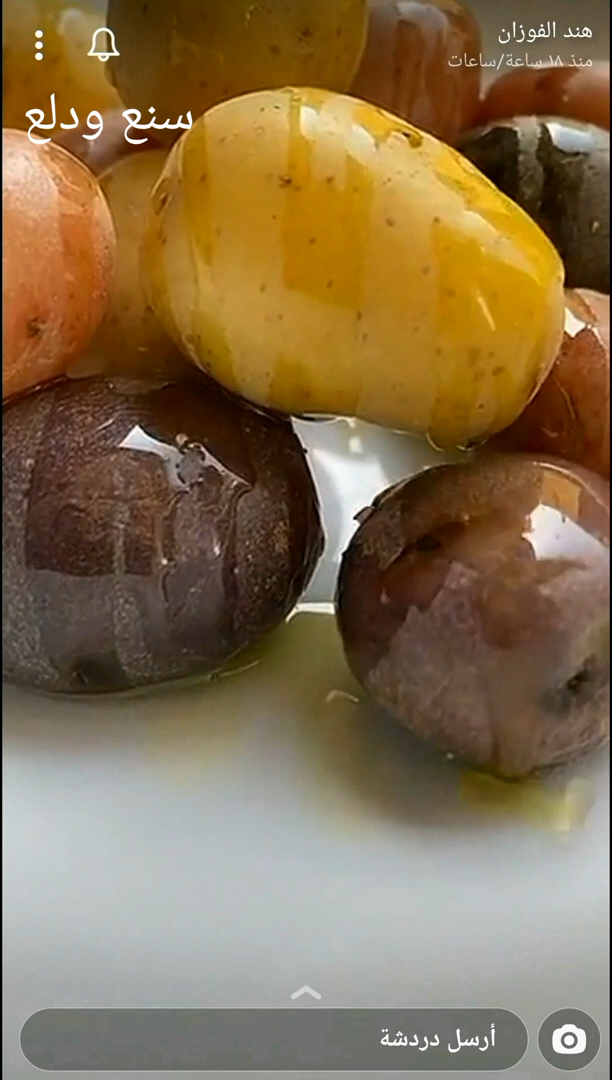 هند الفوزان
منذ ١٨ ساعة/ساعات
سنع ودلع
أرسل دردشة